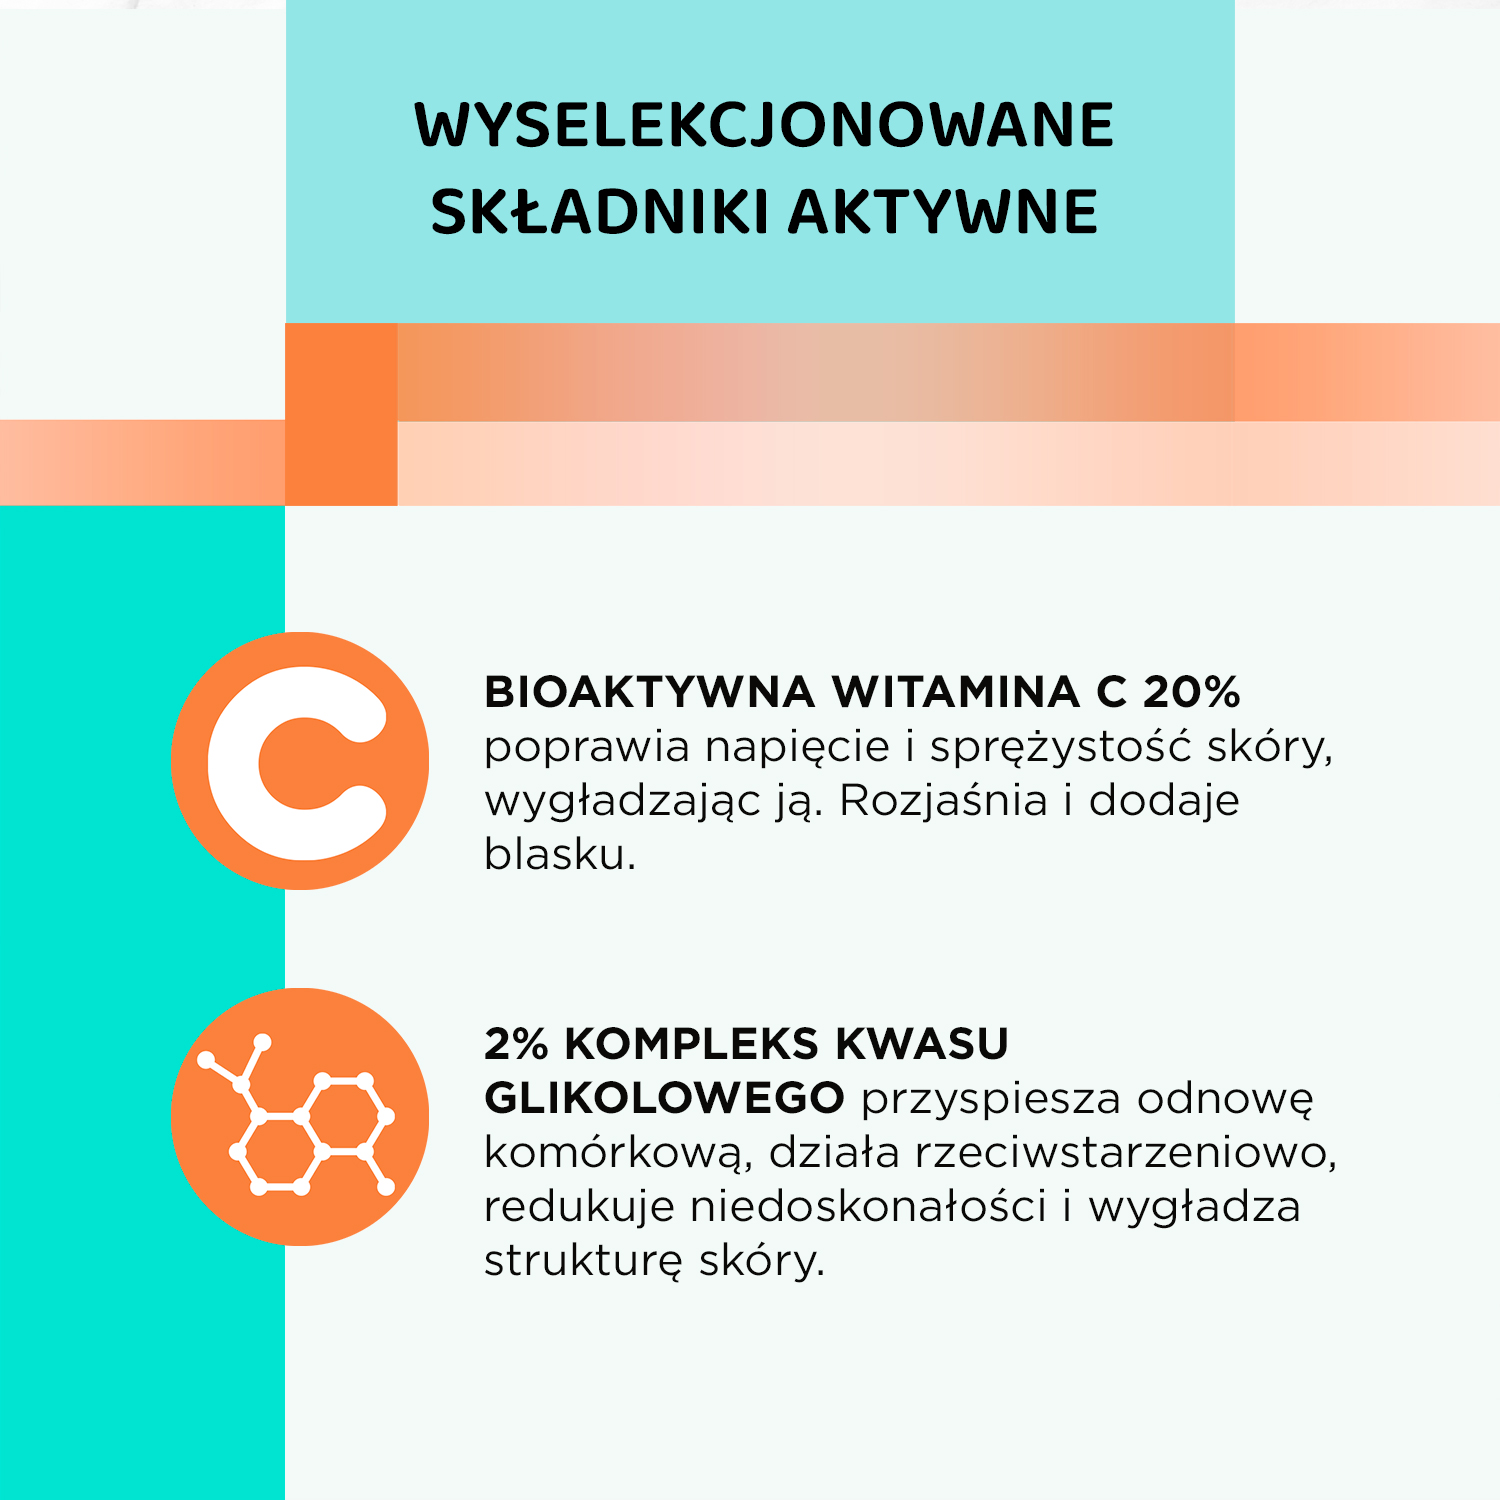 WYSELEKCJONOWANE
SKŁADNIKI AKTYWNE
C
BIOAKTYWNA WITAMINA C 20%
poprawia napięcie i sprężystość skóry,
wygładzając ją. Rozjaśnia i dodaje
blasku.
2% KOMPLEKS KWASU
GLIKOLOWEGO przyspiesza odnowę
komórkową, działa rzeciwstarzeniowo,
redukuje niedoskonałości i wygładza
strukturę skóry.